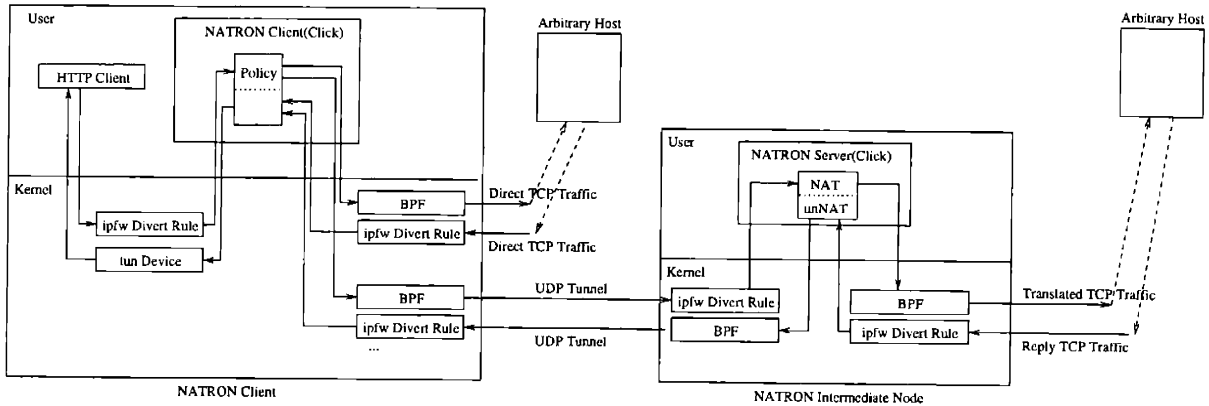 User
NATRON Client(Click)
Policy
HTTP Client
Kernel
ipfw Divert Rule
tun Device
BPF
ipfw Divert Rule
BPF
ipfw Divert Rule
...
NATRON Client
Arbitrary Host
Direct TCP Traffic
Direct TCP Traffic
UDP Tunnel
UDP Tunnel
User
NATRON Server(Click)
NAT
unNAT
Kernel
ipfw Divert Rule
BPF
BPF
ipfw Divert Rule
NATRON Intermediate Node
Arbitrary Host
Translated TCP Traffic
Reply TCP Traffic